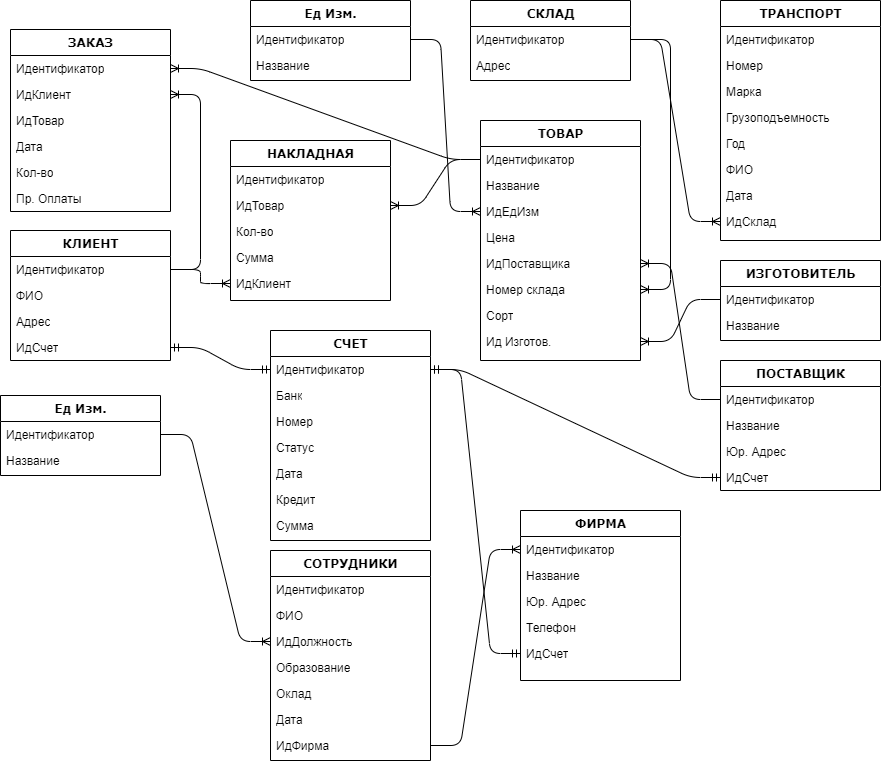 ЗАКАЗ
Идентификатор
ИдКлиент
ИдТовар
Дата
Кол-во
Пр. Оплаты
Ед Изм.
Идентификатор
Название
СКЛАД
Идентификатор
Адрес
ТРАНСПОРТ
Идентификатор
Номер
Марка
Грузоподъемность
Год
ФИО
Дата
ИдСклад
НАКЛАДНАЯ
Идентификатор
ИдТовар
Кол-во
Сумма
ИдКлиент
ТОВАР
Идентификатор
Название
ИдЕдИзм
Цена
ИдПоставщика
Номер склада
Сорт
Ид Изготов.
КЛИЕНТ
Идентификатор
ФИО
Адрес
ИдСчет
ИЗГОТОВИТЕЛЬ
Идентификатор
Название
СЧЕТ
Идентификатор
Банк
Номер
Статус
Дата
Кредит
Сумма
ПОСТАВЩИК
Идентификатор
Название
Юр. Адрес
ИдСчет
Ед Изм.
Идентификатор
Название
ФИРМА
Идентификатор
Название
Юр. Адрес
Телефон
ИдСчет
СОТРУДНИКИ
Идентификатор
ФИО
ИдДолжность
Образование
Оклад
Дата
ИдФирма